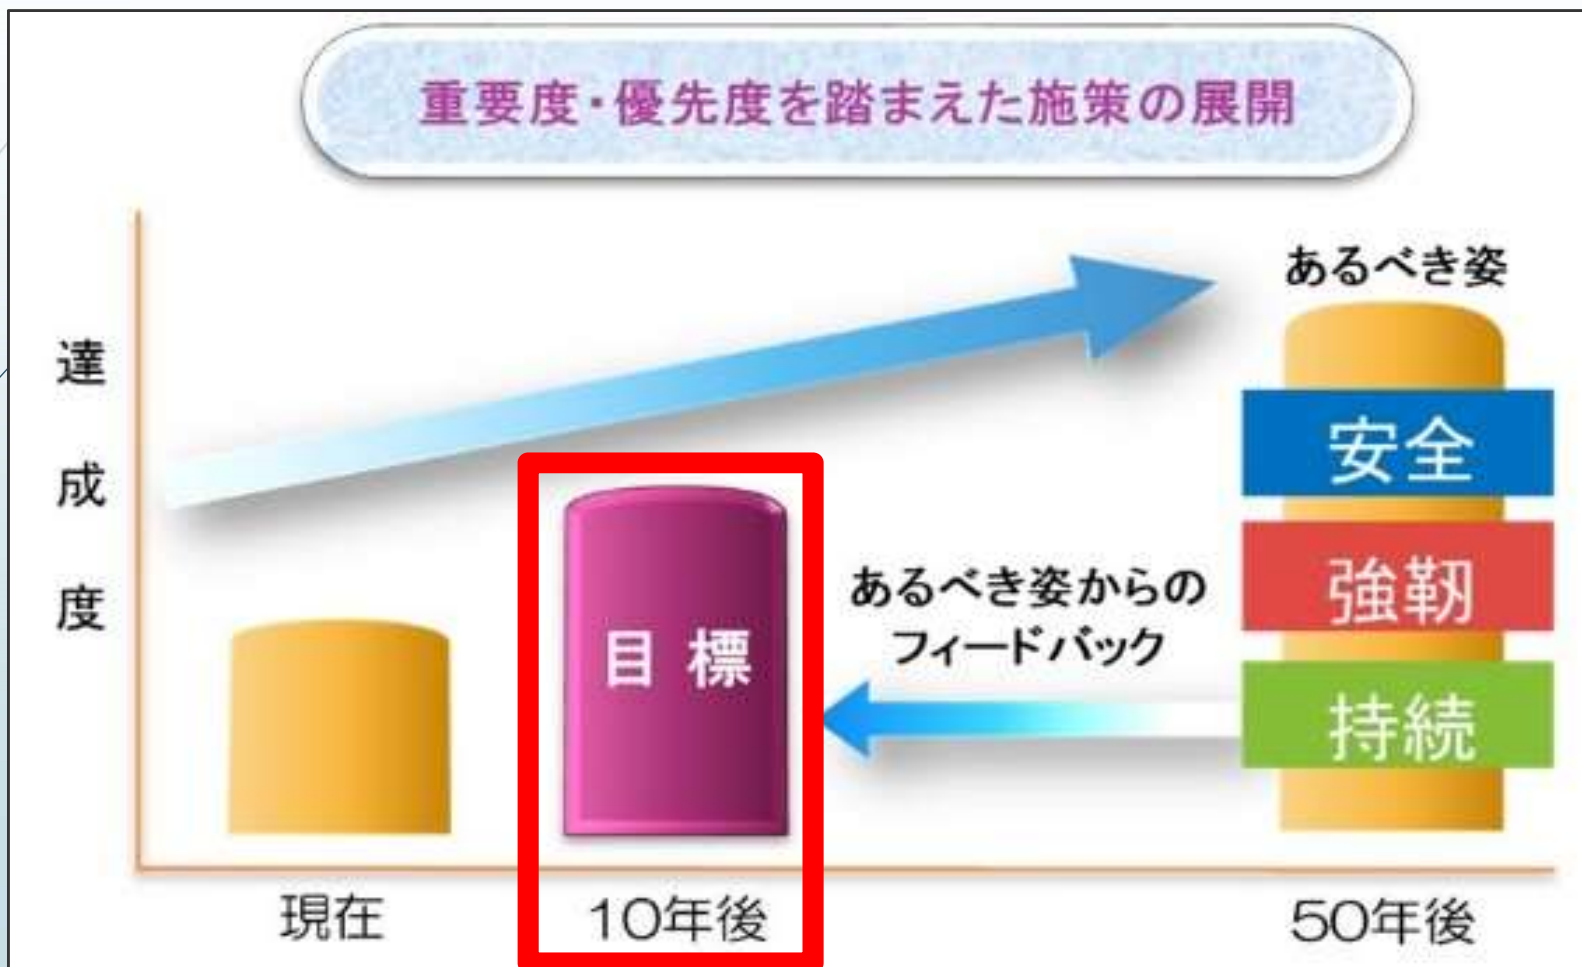 重要度・優先度を踏まえた施策の展開
達成度
あるべき姿
安全
強靭
持続
あるべき姿からの
フィードバック
目標
現在
10年後
50年後